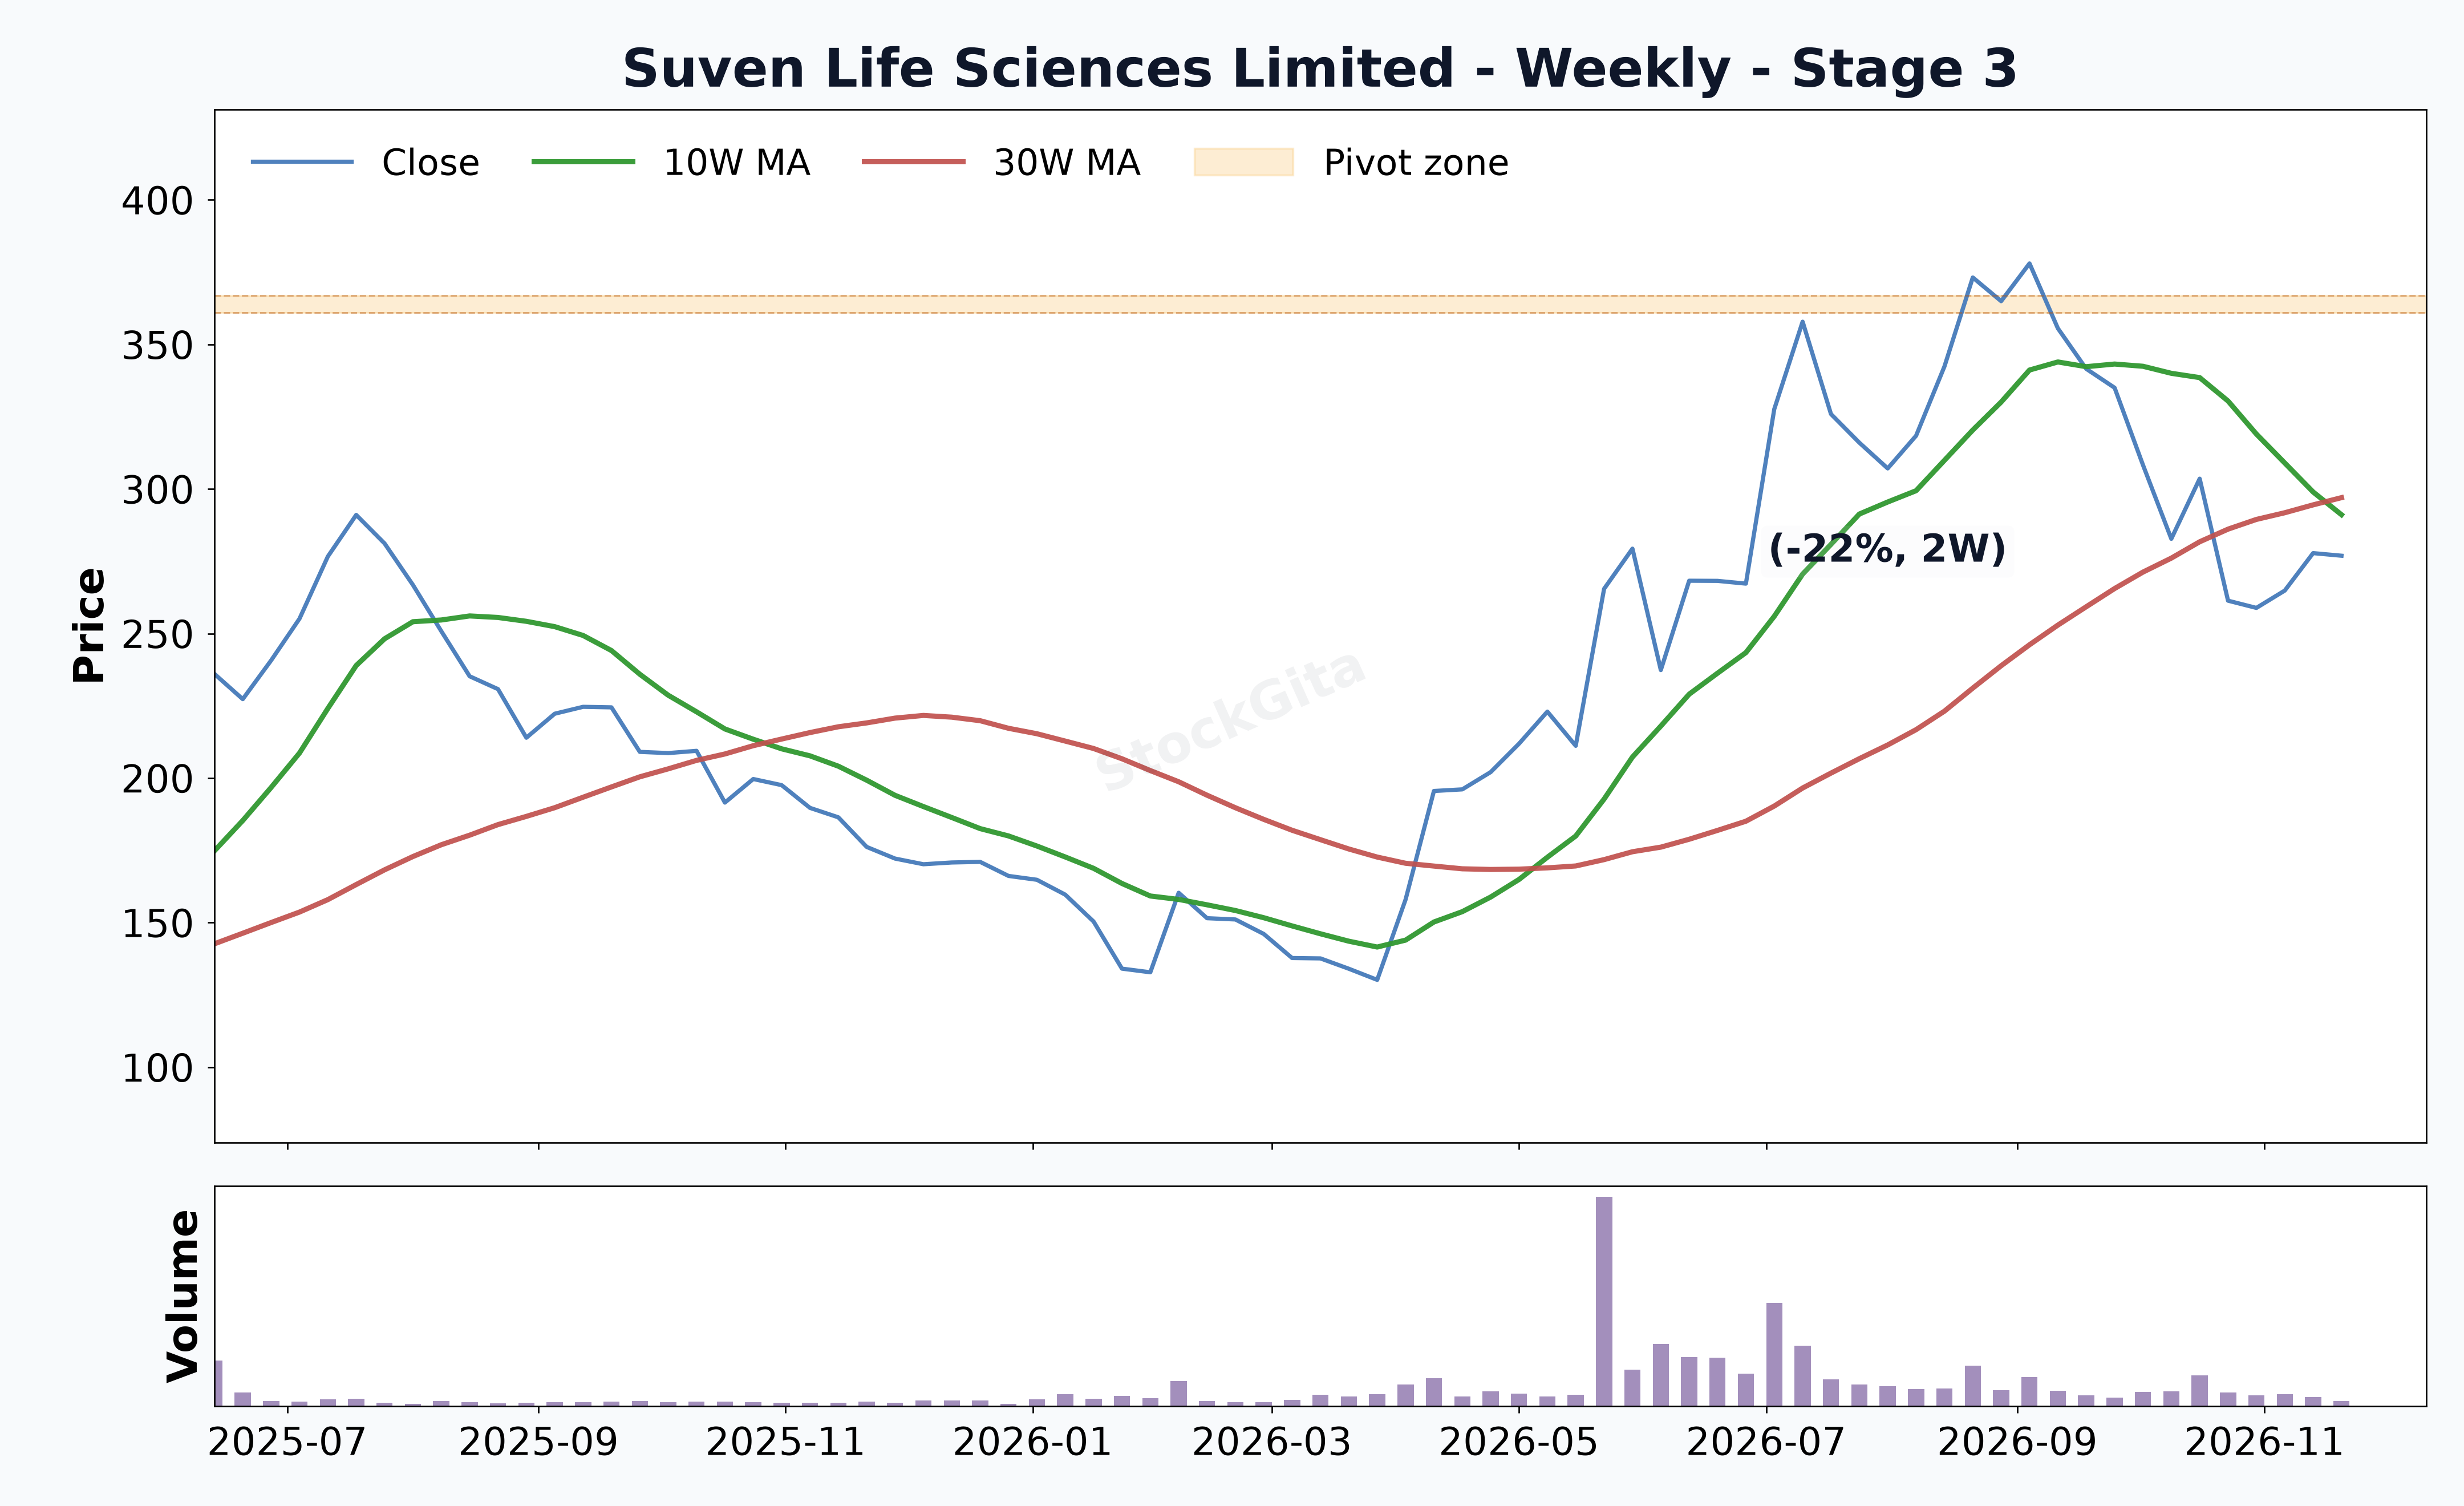 Suven Life Sciences Limited - Weekly - Stage 3
Close 10W MA 30W MA Pivot zone
400
350
300
250
200
150
100
Price
(-22%, 2W)
StockGita
Volume
2025-07 2025-09 2025-11 2026-01 2026-03 2026-05 2026-07 2026-09 2026-11